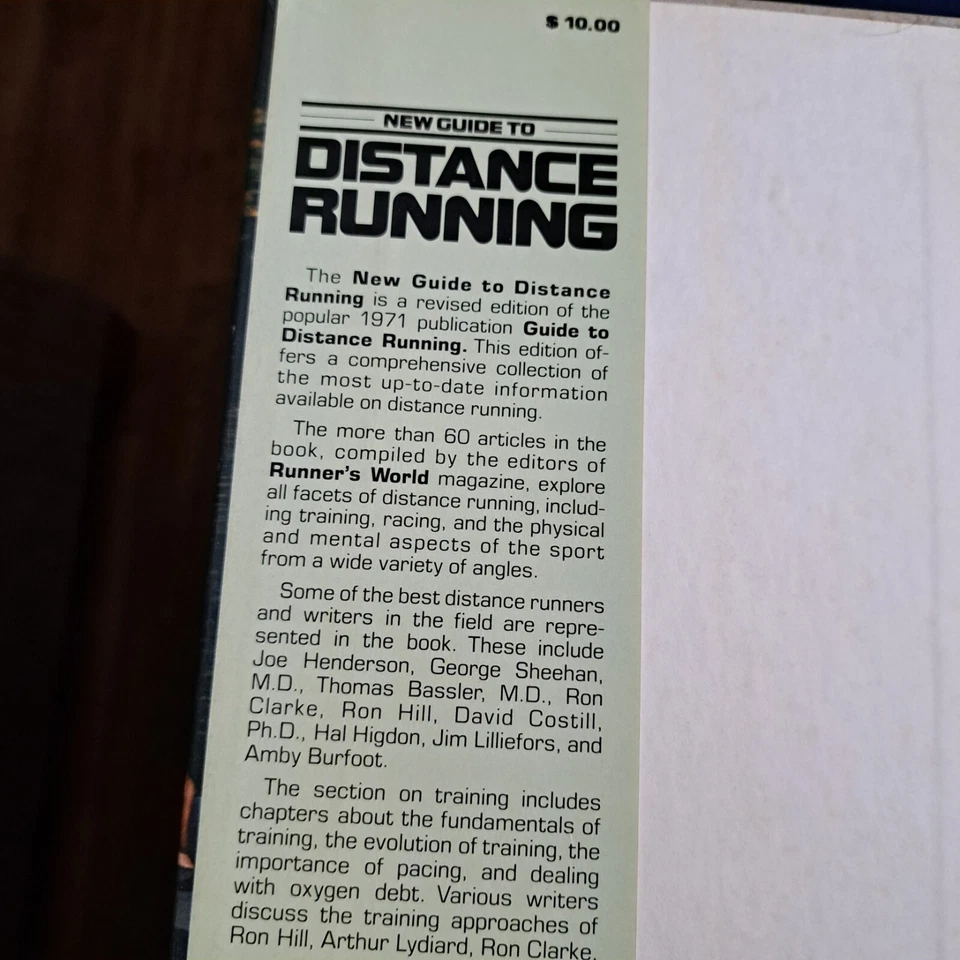 $ 10.00
NEW GUIDE TO
DISTANCE
RUNNING
The New Guide to Distance
Running is a revised edition of the
popular 1971 publication Guide to
Distance Running. This edition of-
fers a comprehensive collection of
the most up-to-date information
available on distance running.
The more than 60 articles in the
book, compiled by the editors of
Runner's World magazine, explore
all facets of distance running, includ-
ing training, racing, and the physical
and mental aspects of the sport
from a wide variety of angles.
Some of the best distance runners
and writers in the field are repre-
sented in the book. These include
Joe Henderson, George Sheehan,
M.D., Thomas Bassler, M.D., Ron
Clarke, Ron Hill, David Costill,
Ph.D., Hal Higdon, Jim Lilliefors, and
Amby Burfoot.
The section on training includes
chapters about the fundamentals of
training, the evolution of training, the
importance of pacing, and dealing
with oxygen debt. Various writers
discuss the training approaches of
Ron Hill, Arthur Lydiard, Ron Clarke,